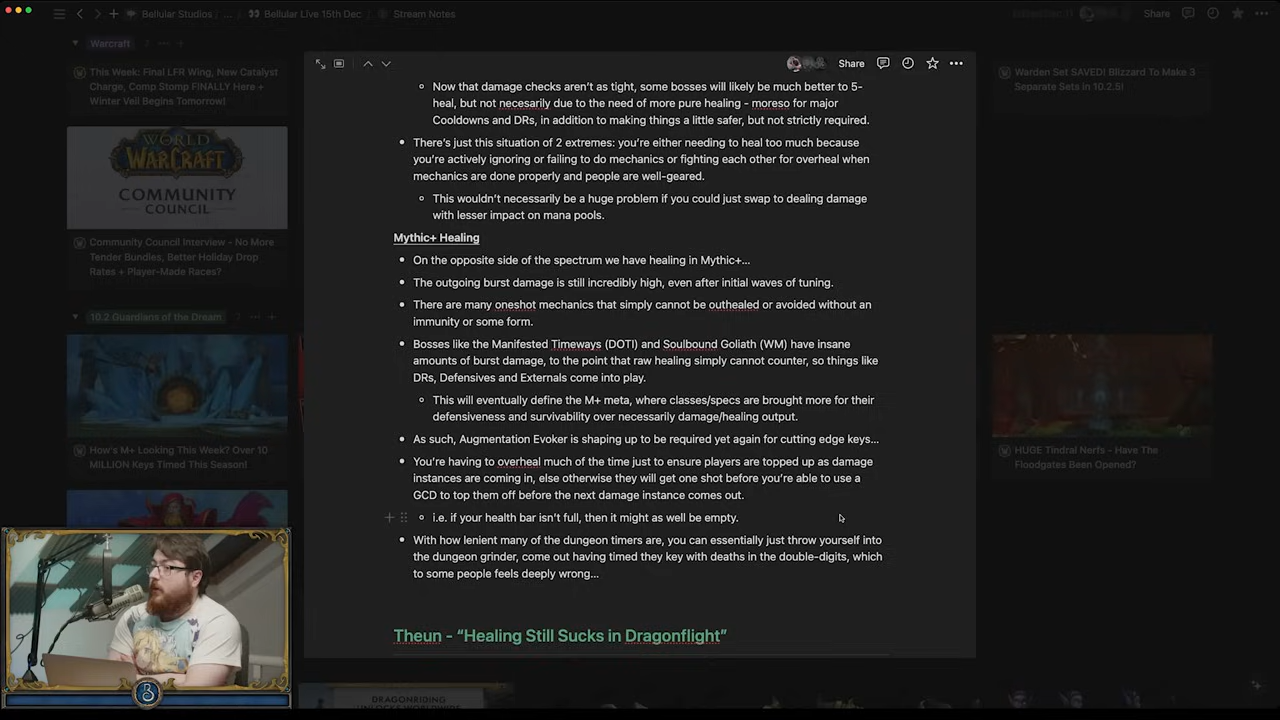 Bellular Studios | ...
Bellular Live 15th Dec
Stream Notes
Share
Warcraft 7
This Week: Final LFR Wing, New Catalyst
Charge, Comp Stomp FINALLY Here +
Winter Veil Begins Tomorrow!
WORLD
WARCRAFT
COMMUNITY
COUNCIL
Community Council Interview - No More
Tender Bundles, Better Holiday Drop
Rates + Player-Made Races?
10.2 Guardians of the Dream
How's M+ Looking This Week? Over 10
MILLION Keys Timed This Season!
Share
Now that damage checks aren't as tight, some bosses will likely be much better to 5-
heal, but not necesarily due to the need of more pure healing - moreso for major
Cooldowns and DRs, in addition to making things a little safer, but not strictly required.
There's just this situation of 2 extremes: you're either needing to heal too much because
you're actively ignoring or failing to do mechanics or fighting each other for overheal when
mechanics are done properly and people are well-geared.
This wouldn't necessarily be a huge problem if you could just swap to dealing damage
with lesser impact on mana pools.
Mythic+ Healing
On the opposite side of the spectrum we have healing in Mythic+...
The outgoing burst damage is still incredibly high, even after initial waves of tuning.
There are many oneshot mechanics that simply cannot be outhealed or avoided without an
immunity or some form.
Bosses like the Manifested Timeways (DOTI) and Soulbound Goliath (WM) have insane
amounts of burst damage, to the point that raw healing simply cannot counter, so things like
DRs, Defensives and Externals come into play.
This will eventually define the M+ meta, where classes/specs are brought more for their
defensiveness and survivability over necessarily damage/healing output.
As such, Augmentation Evoker is shaping up to be required yet again for cutting edge keys...
You're having to overheal much of the time just to ensure players are topped up as damage
instances are coming in, else otherwise they will get one shot before you're able to use a
GCD to top them off before the next damage instance comes out.
i.e. if your health bar isn't full, then it might as well be empty.
With how lenient many of the dungeon timers are, you can essentially just throw yourself into
the dungeon grinder, come out having timed they key with deaths in the double-digits, which
to some people feels deeply wrong...
Theun - “Healing Still Sucks in Dragonflight”
Warden Set SAVED! Blizzard To Make 3
Separate Sets in 10.2.5!
HUGE Tindral Nerfs - Have The
Floodgates Been Opened?
DRAGONRIDING
UNLOCKS WORLDWIDE
B